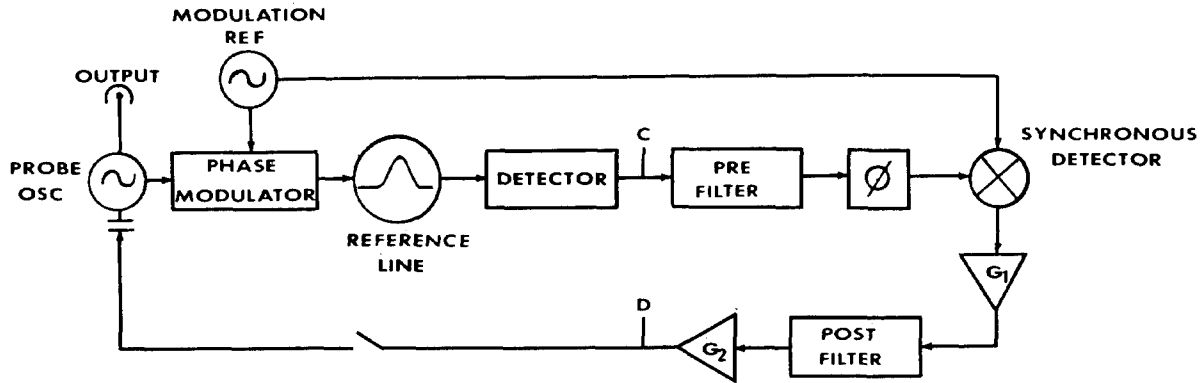 MODULATION
REF
OUTPUT
PROBE
OSC
PHASE
MODULATOR
REFERENCE
LINE
DETECTOR
C
PRE
FILTER
Ø
SYNCHRONOUS
DETECTOR
G1
POST
FILTER
G2
D